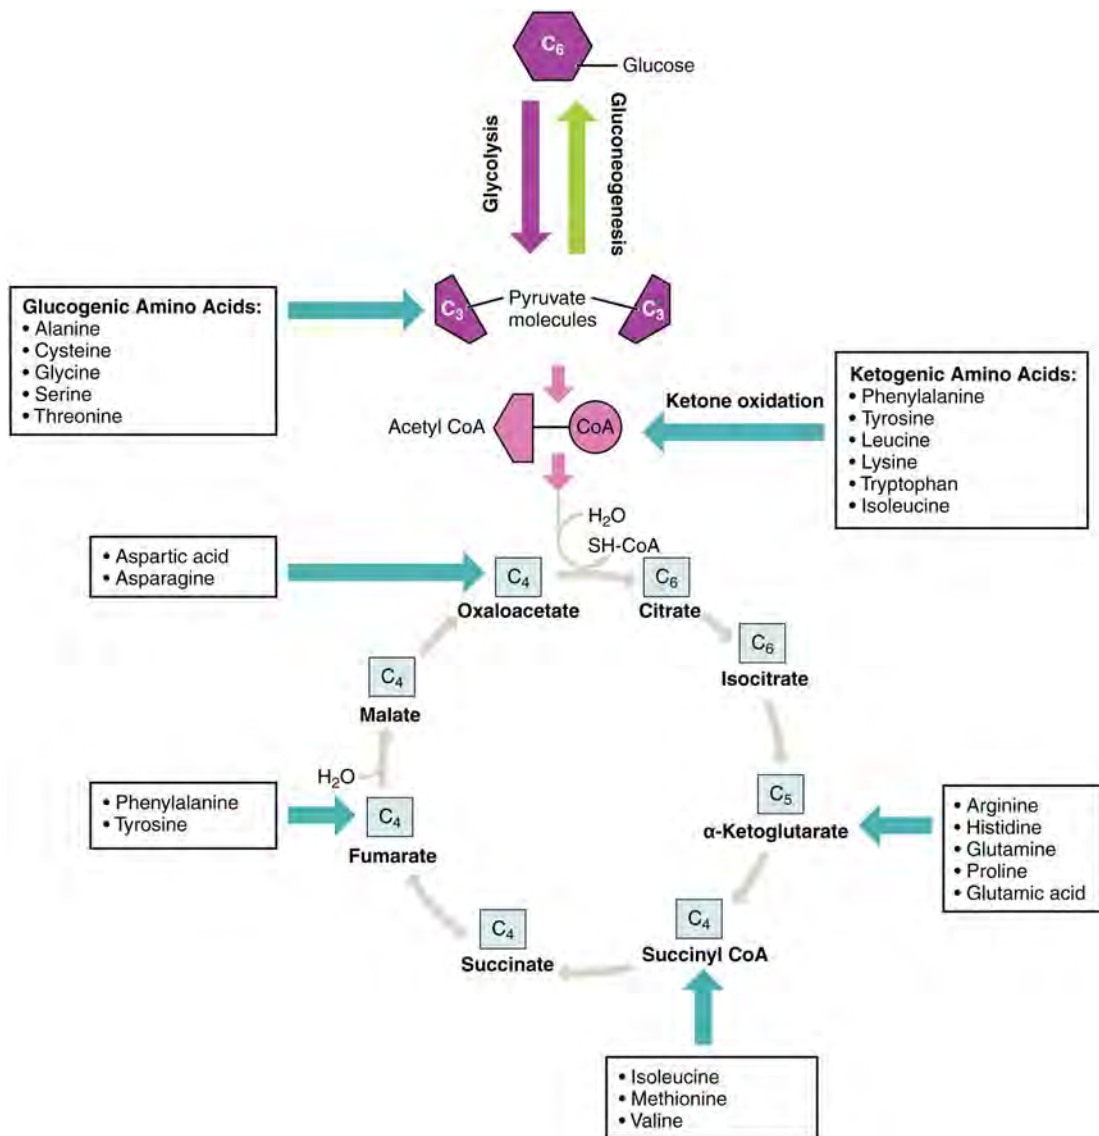 C6
Glucose
Glycolysis
Gluconeogenesis
Glucogenic Amino Acids:
• Alanine
• Cysteine
• Glycine
• Serine
• Threonine
C3
Pyruvate
molecules
C3
Ketogenic Amino Acids:
• Phenylalanine
• Tyrosine
• Leucine
• Lysine
• Tryptophan
• Isoleucine
Ketone oxidation
Acetyl CoA
CoA
H2O
SH-CoA
• Aspartic acid
• Asparagine
C4
Oxaloacetate
C6
Citrate
C6
Isocitrate
C4
Malate
H2O
• Phenylalanine
• Tyrosine
C4
Fumarate
C5
α-Ketoglutarate
• Arginine
• Histidine
• Glutamine
• Proline
• Glutamic acid
C4
Succinate
C4
Succinyl CoA
• Isoleucine
• Methionine
• Valine